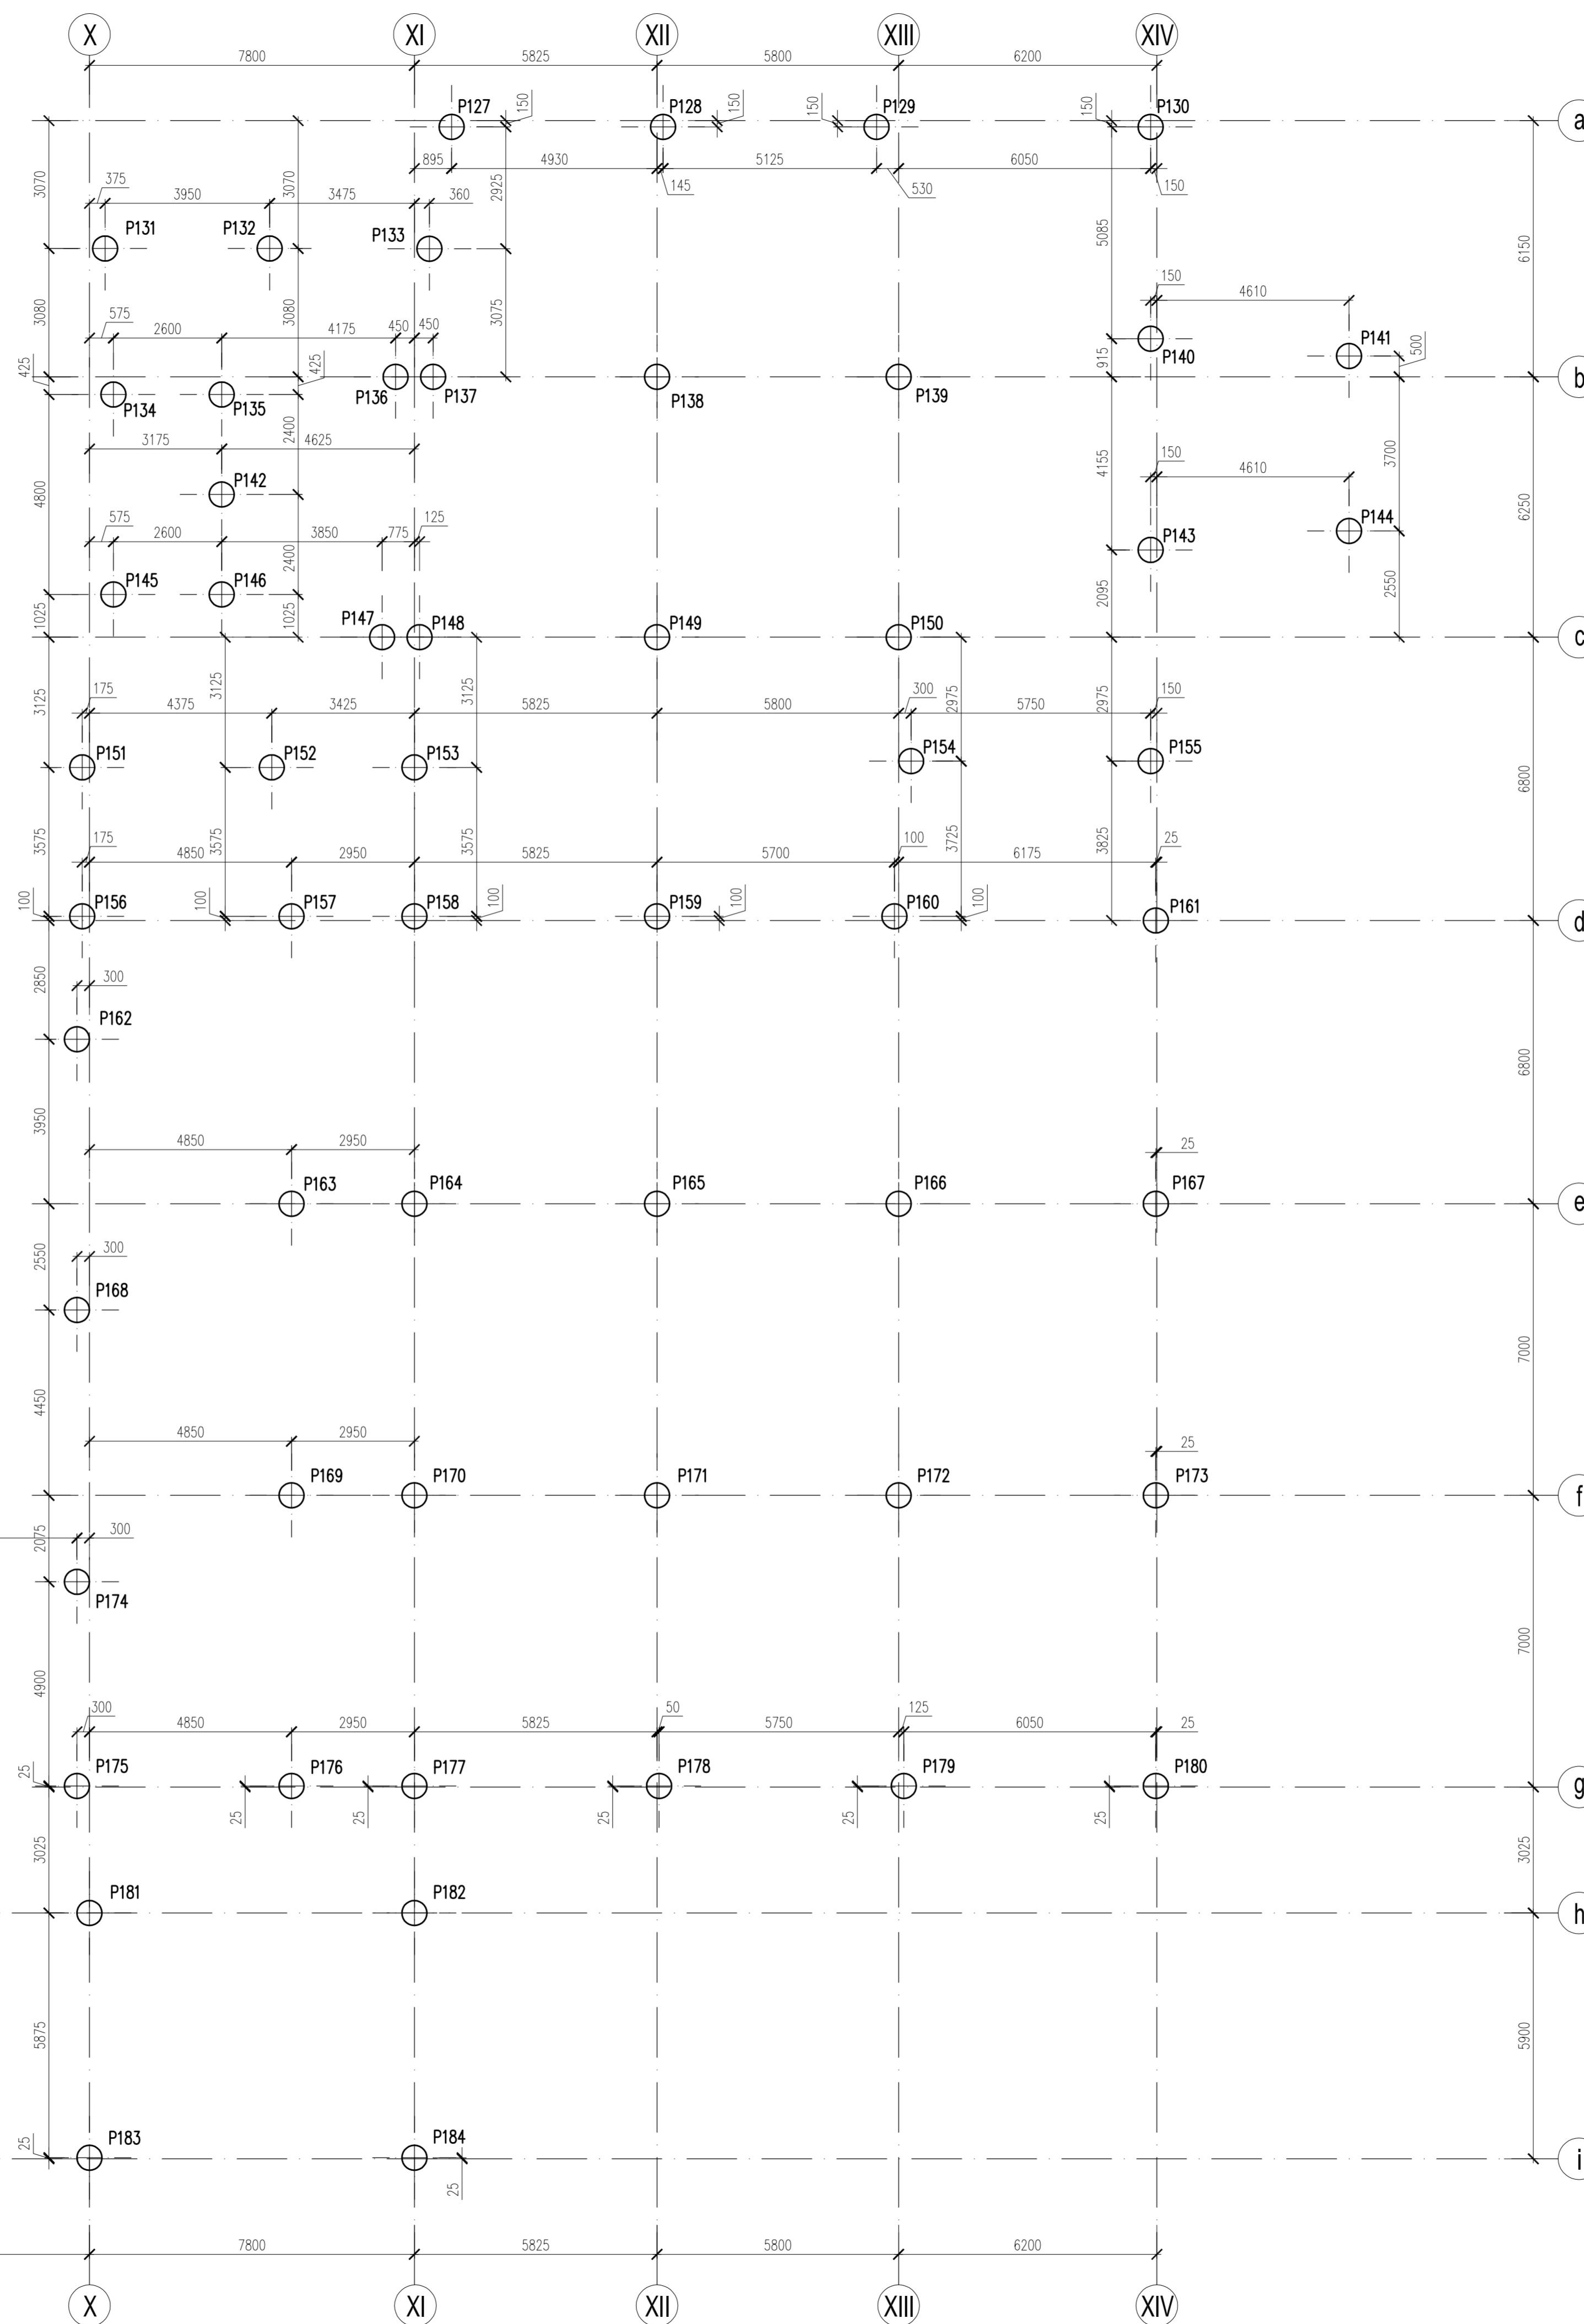 X XI XII XIII XIV
7800 5825 5800 6200
P127 150 P128 150 150 P129 150 P130 a
895 4930 5125 6050
145 530 150
3070 375 3070 2925
3950 3475 360
P131 P132 P133 5085 6150
150 4610
3080 575 3080 3075
2600 4175 450 450
P140 P141 500
425 425 915
P134 P135 P136 P137 P138 P139 b
3175 4625 2400
4155 150 4610 3700
4800 P142 6250
575 2600 3850 775 125
P143 P144
2400 2550
P145 P146
1025 1025 2095
P147 P148 P149 P150 c
3125 3125 3125 2975 2975
175 4375 3425 5825 5800 300 5750 150
P151 P152 P153 P154 P155
6800
3575 3575 3575 3725 3825
175 4850 2950 5825 5700 100 6175 25
100 P156 100 P157 P158 100 P159 100 P160 100 P161 d
2850 300
P162
6800
3950
4850 2950 25
P163 P164 P165 P166 P167 e
2550 300
P168
7000
4450
4850 2950 25
P169 P170 P171 P172 P173 f
2075 300
P174
7000
4900
300 4850 2950 5825 50 5750 125 6050 25
25 P175 P176 P177 P178 P179 P180 g
25 25 25 25 25
3025 3025
P181 P182 h
5875 5900
25 P183 P184 i
25
7800 5825 5800 6200
X XI XII XIII XIV